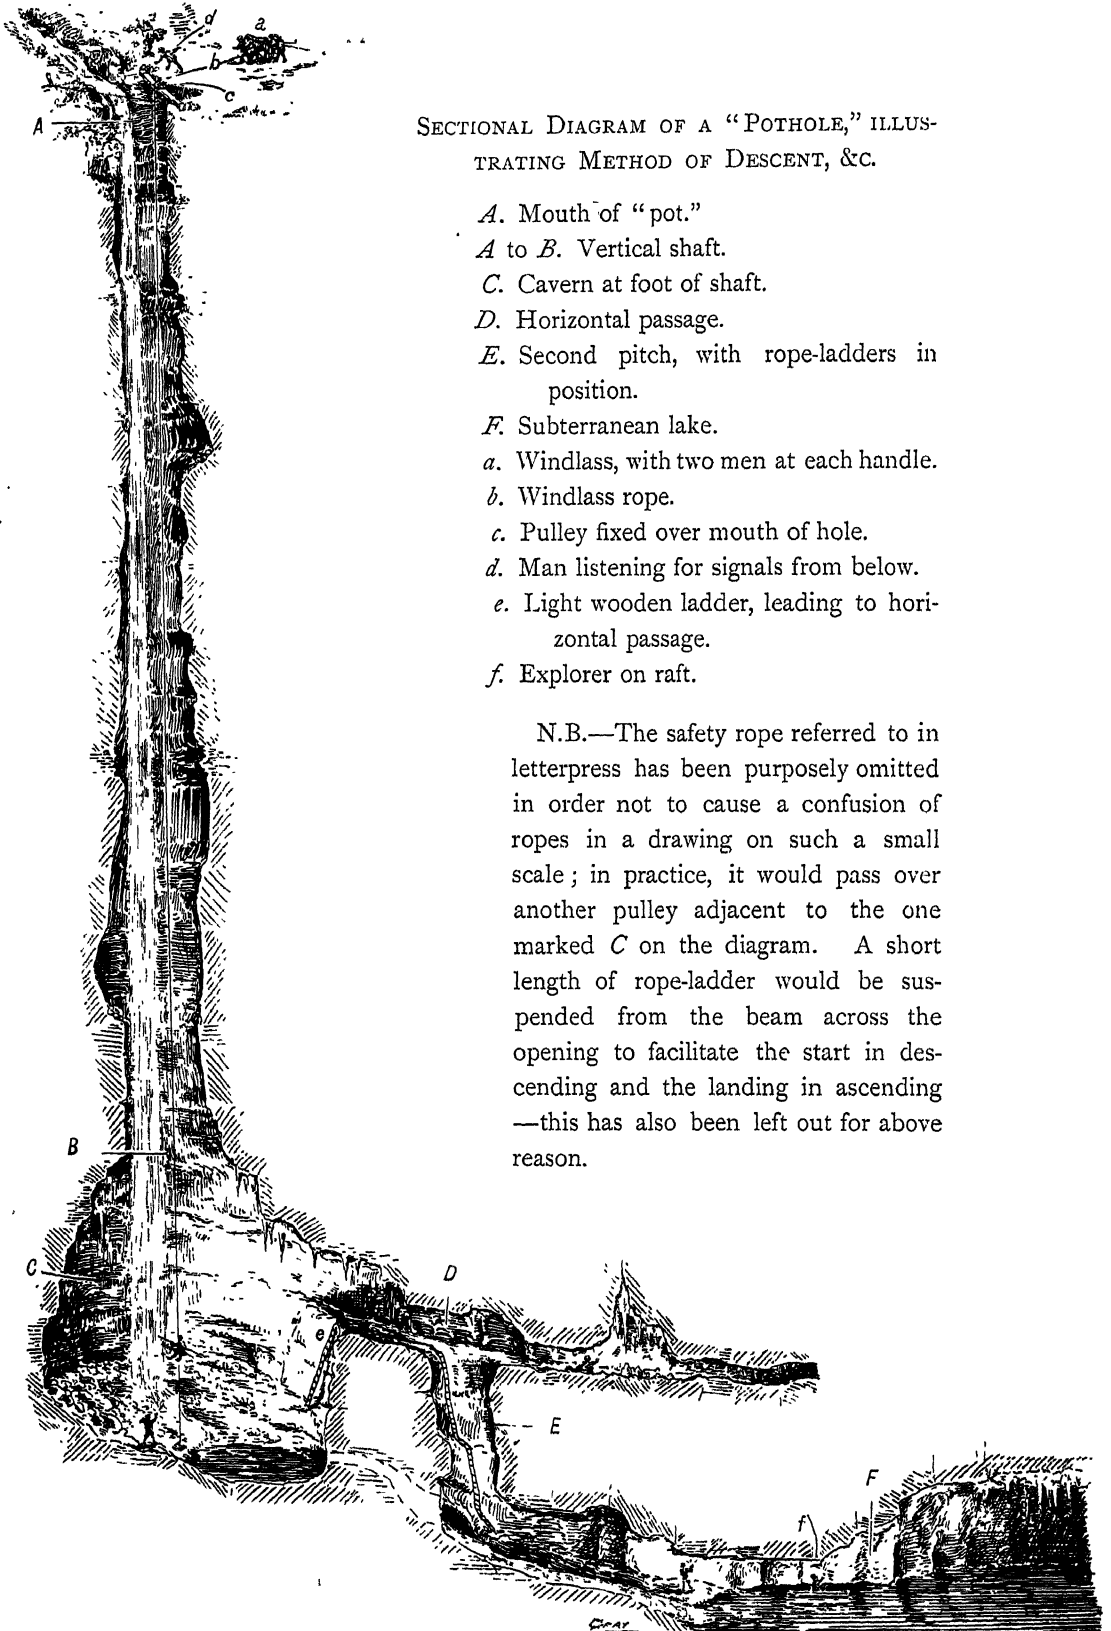 d
a
b
e
c
A
SECTIONAL DIAGRAM OF A “POTHOLE,” ILLUS-
TRATING METHOD OF DESCENT, &C.
A. Mouth of “pot.”
A to B. Vertical shaft.
C. Cavern at foot of shaft.
D. Horizontal passage.
E. Second pitch, with rope-ladders in
position.
F. Subterranean lake.
a. Windlass, with two men at each handle.
b. Windlass rope.
c. Pulley fixed over mouth of hole.
d. Man listening for signals from below.
e. Light wooden ladder, leading to hori-
zontal passage.
f. Explorer on raft.
N.B.—The safety rope referred to in
letterpress has been purposely omitted
in order not to cause a confusion of
ropes in a drawing on such a small
scale; in practice, it would pass over
another pulley adjacent to the one
marked C on the diagram. A short
length of rope-ladder would be sus-
pended from the beam across the
opening to facilitate the start in des-
cending and the landing in ascending
—this has also been left out for above
reason.
B
C
D
e
E
F
f
GRAY